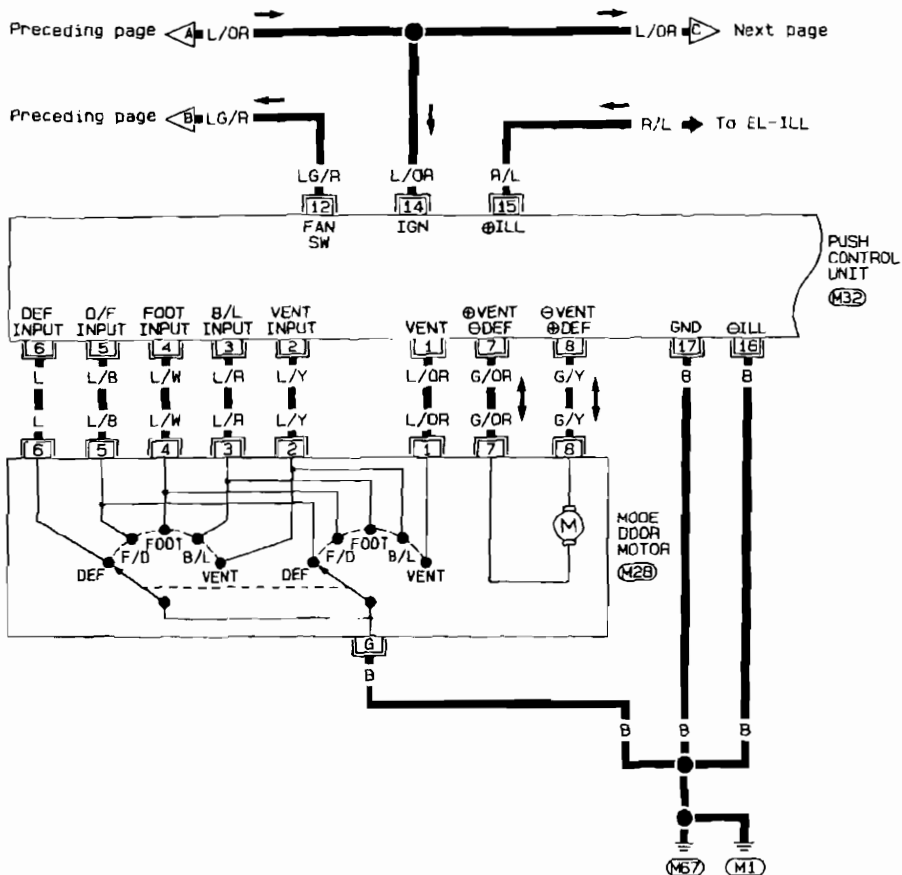 Preceding page A L/OR L/OR C Next page
Preceding page B LG/R R/L To EL-ILL
LG/R L/OR R/L
12 14 15
FAN SW IGN ⊕ILL
PUSH CONTROL UNIT
M32
DEF INPUT O/F INPUT FOOT INPUT B/L INPUT VENT INPUT VENT ⊕VENT ⊖DEF ⊖VENT ⊕DEF GND ⊖ILL
6 5 4 3 2 1 7 8 17 16
L L/B L/W L/R L/Y L/OR G/OR G/Y B B
L L/B L/W L/R L/Y L/OR G/OR G/Y
6 5 4 3 2 1 7 8
M
MODE DOOR MOTOR
M28
DEF F/D FOOT B/L VENT DEF F/D FOOT B/L VENT
G
B
B B B
M67 M1